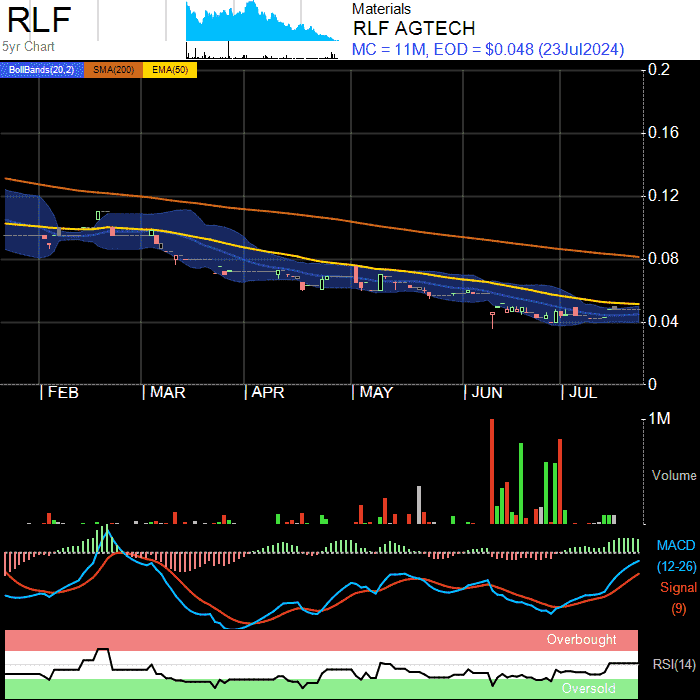 RLF
5yr Chart
Materials
RLF AGTECH
MC = 11M, EOD = $0.048 (23Jul2024)
BollBands(20,2) SMA(200) EMA(50)
0.2
0.16
0.12
0.08
0.04
0
| FEB | MAR | APR | MAY | JUN | JUL
1M
Volume
MACD
(12-26)
Signal
(9)
Overbought
RSI(14)
Oversold